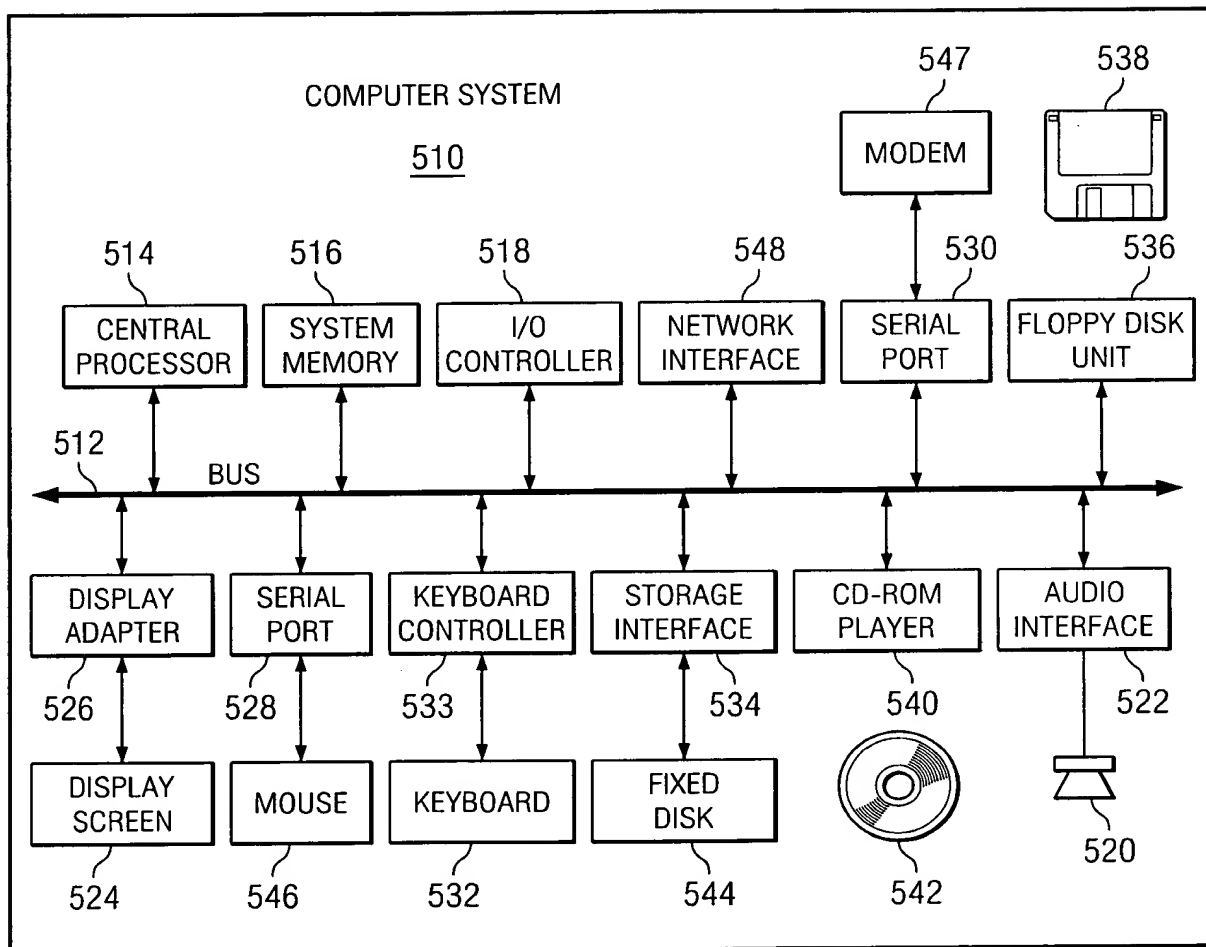 COMPUTER SYSTEM
510
547
538
MODEM
514
516
518
548
530
536
CENTRAL
PROCESSOR
SYSTEM
MEMORY
I/O
CONTROLLER
NETWORK
INTERFACE
SERIAL
PORT
FLOPPY DISK
UNIT
512
BUS
DISPLAY
ADAPTER
SERIAL
PORT
KEYBOARD
CONTROLLER
STORAGE
INTERFACE
CD-ROM
PLAYER
AUDIO
INTERFACE
526
528
533
534
540
522
DISPLAY
SCREEN
MOUSE
KEYBOARD
FIXED
DISK
520
524
546
532
544
542